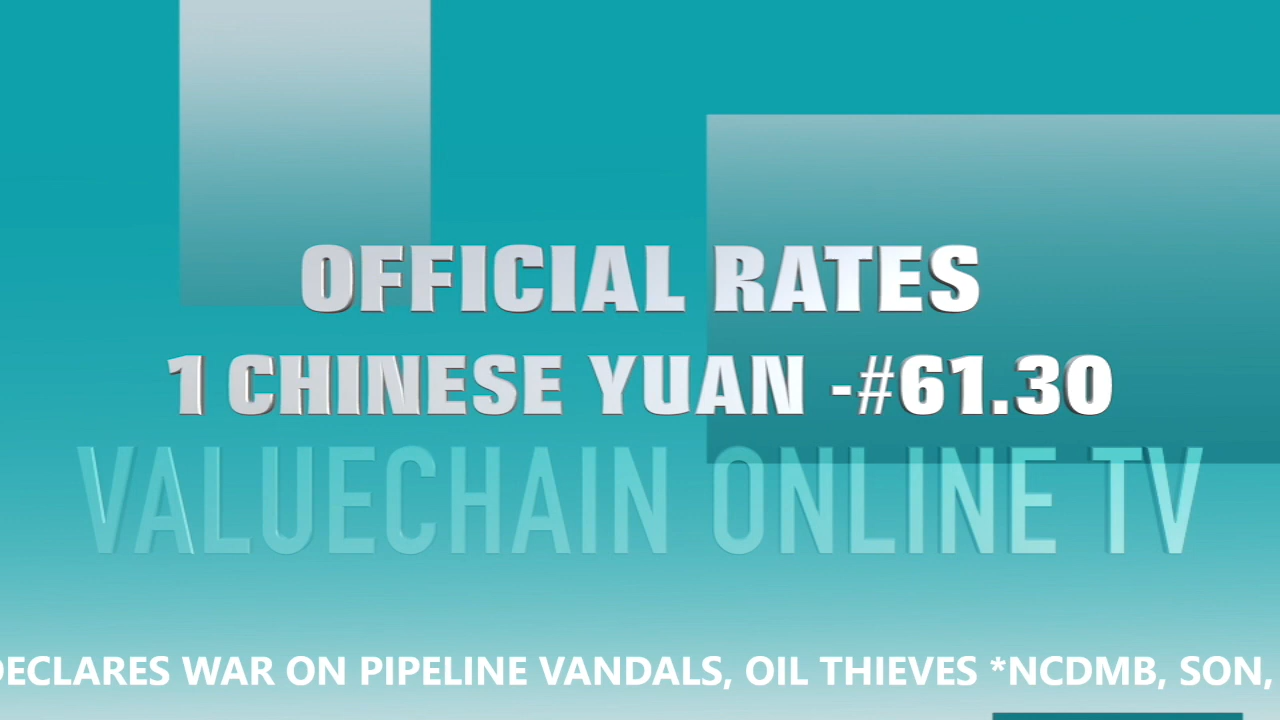 OFFICIAL RATES
1 CHINESE YUAN -#61.30
VALUECHAIN ONLINE TV
DECLARES WAR ON PIPELINE VANDALS, OIL THIEVES *NCDMB, SON,